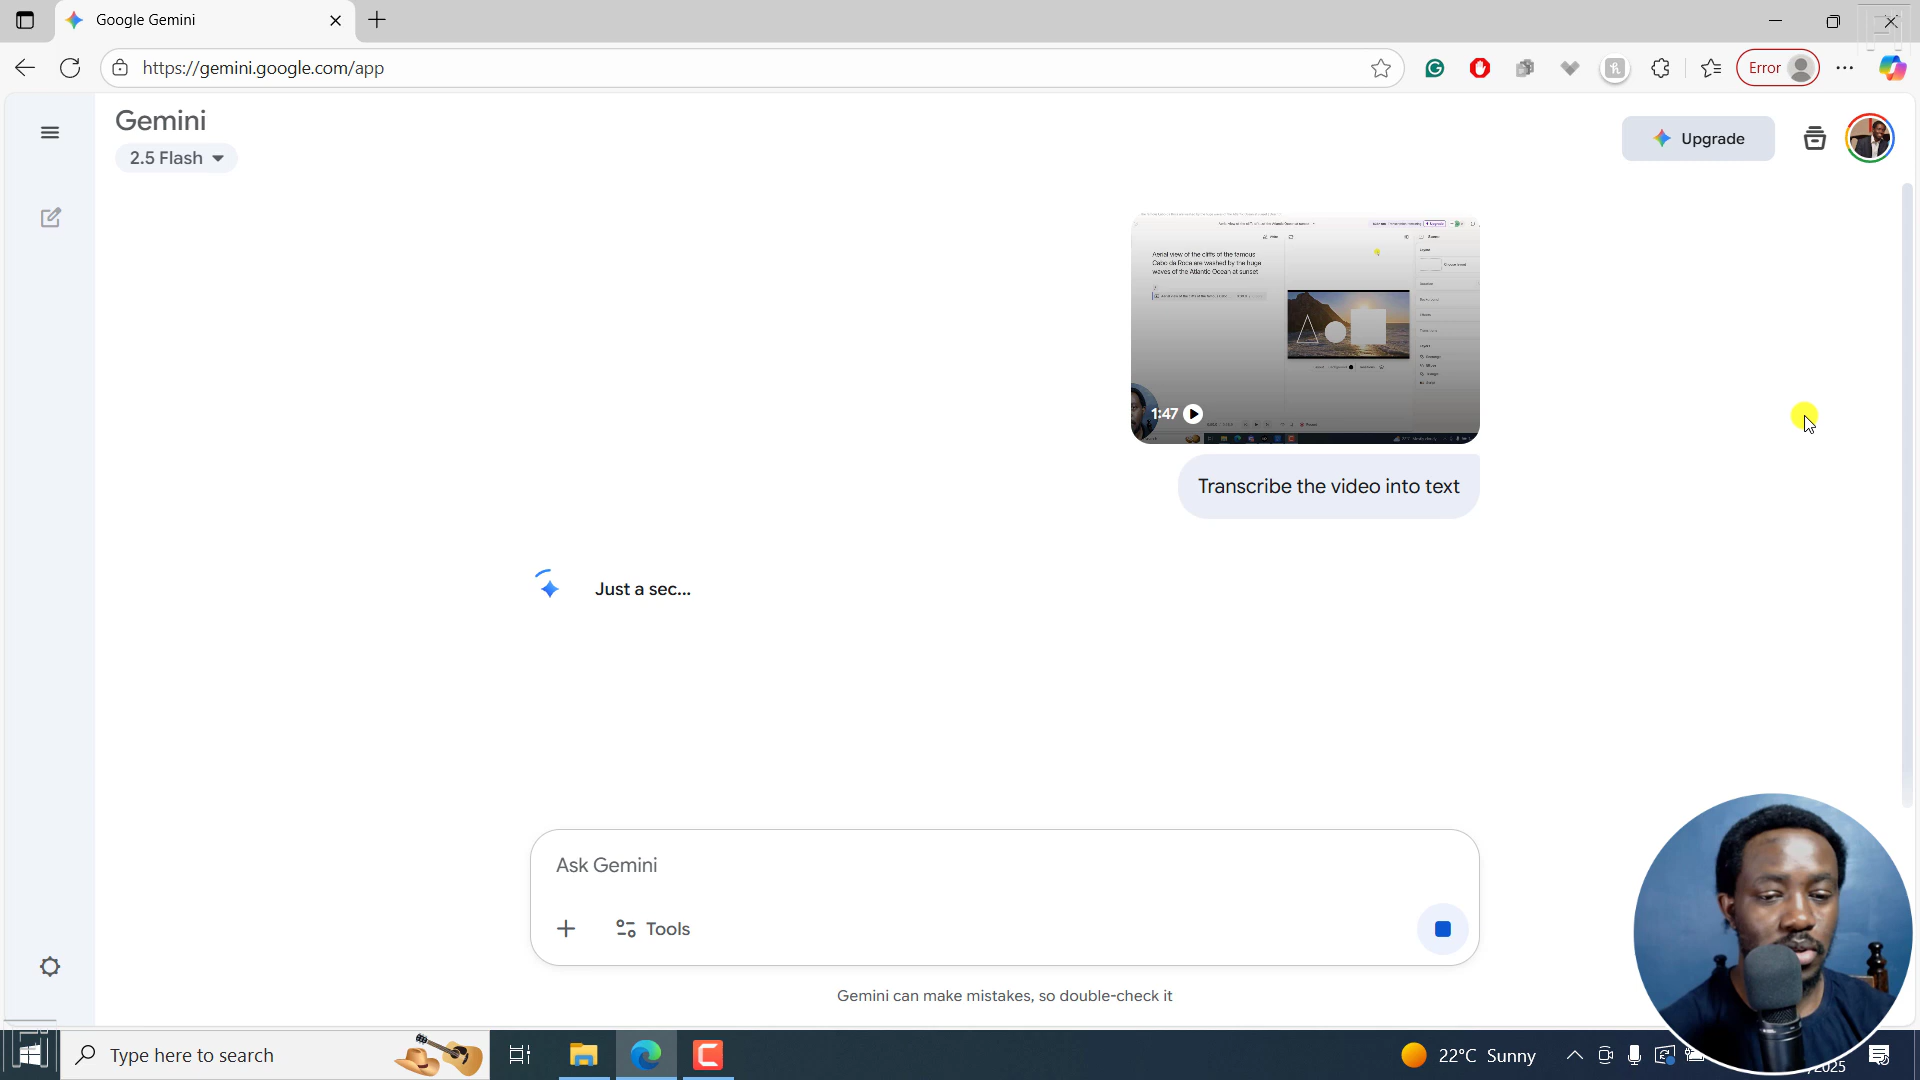 Google Gemini
https://gemini.google.com/app
Error
Gemini
2.5 Flash
Upgrade
Aerial view of the cliffs of the famous
Cabo da Roca are washed by the huge
waves of the Atlantic Ocean at sunset
1:47
Transcribe the video into text
Just a sec...
Ask Gemini
Tools
Gemini can make mistakes, so double-check it
Type here to search
22°C Sunny